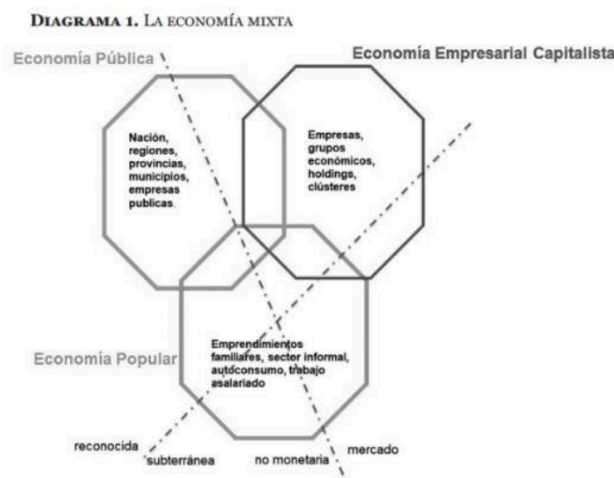 DIAGRAMA 1. LA ECONOMÍA MIXTA
Economía Pública
Economía Empresarial Capitalista
Nación,
regiones,
provincias,
municipios,
empresas
publicas.
Empresas,
grupos
económicos,
holdings,
clústeres
Economía Popular
Emprendimientos
familiares, secter informal,
autoconsumo, trabajo
asalariado
reconocida
subterránea
no monetaria
mercado